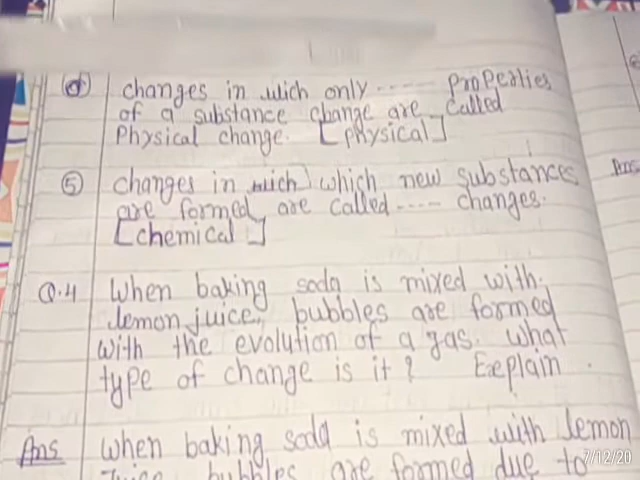 (d) changes in wich only ---- Properties
of a substance change are called
Physical change. [physical]
⑤ changes in which new substances
are formed are called ---- changes.
[chemical]
Q.4 When baking soda is mixed with.
lemon juice, bubbles are formed
with the evolution of a gas. What
type of change is it? Explain.
Ans When baking soda is mixed with lemon
Juice bubbles are formed due to
Ans
7/12/20